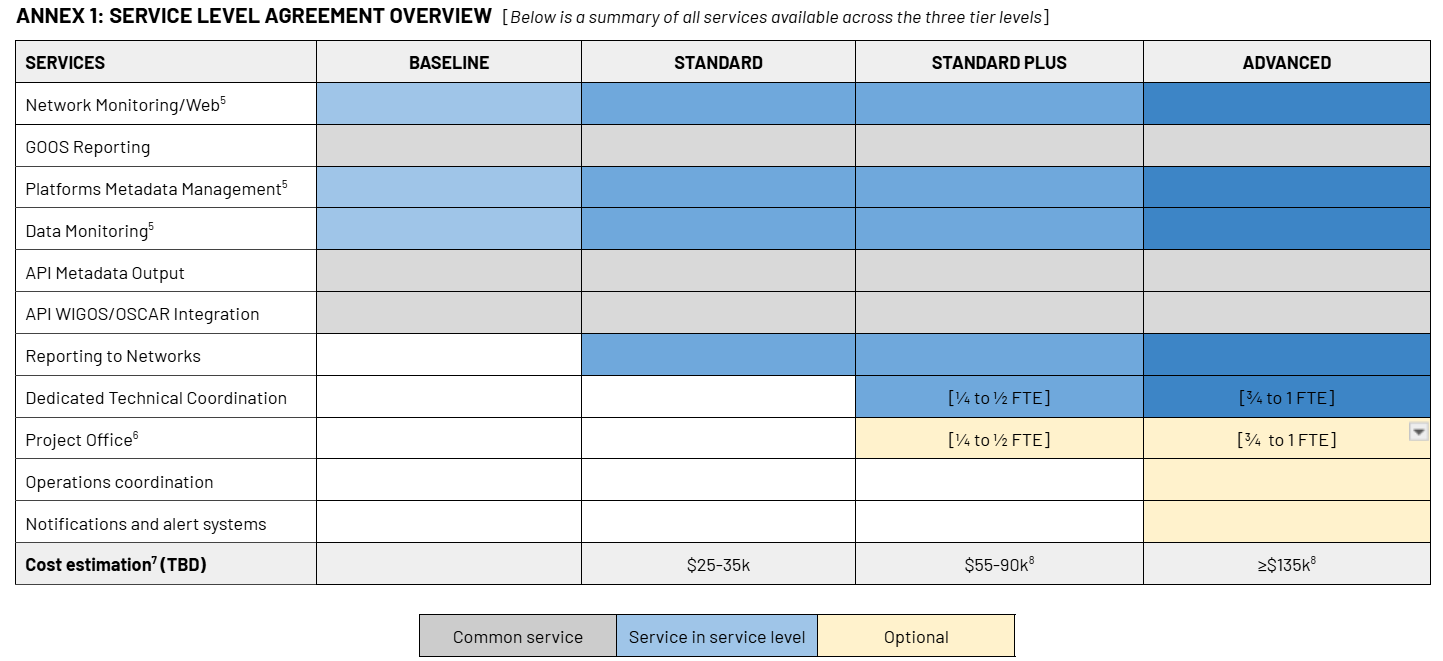 ANNEX 1: SERVICE LEVEL AGREEMENT OVERVIEW [Below is a summary of all services available across the three tier levels]
SERVICES BASELINE STANDARD STANDARD PLUS ADVANCED
Network Monitoring/Web⁵
GOOS Reporting
Platforms Metadata Management⁵
Data Monitoring⁵
API Metadata Output
API WIGOS/OSCAR Integration
Reporting to Networks
Dedicated Technical Coordination [¼ to ½ FTE] [¾ to 1 FTE]
Project Office⁶ [¼ to ½ FTE] [¾ to 1 FTE]
Operations coordination
Notifications and alert systems
Cost estimation⁷ (TBD) $25-35k $55-90k⁸ ≥$135k⁸
Common service Service in service level Optional